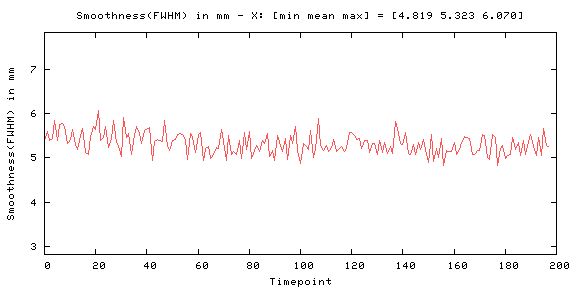 Smoothness(FWHM) in mm - X: [min mean max] = [4.819 5.323 6.070]
Smoothness(FWHM) in mm
7
6
5
4
3
0 20 40 60 80 100 120 140 160 180 200
Timepoint